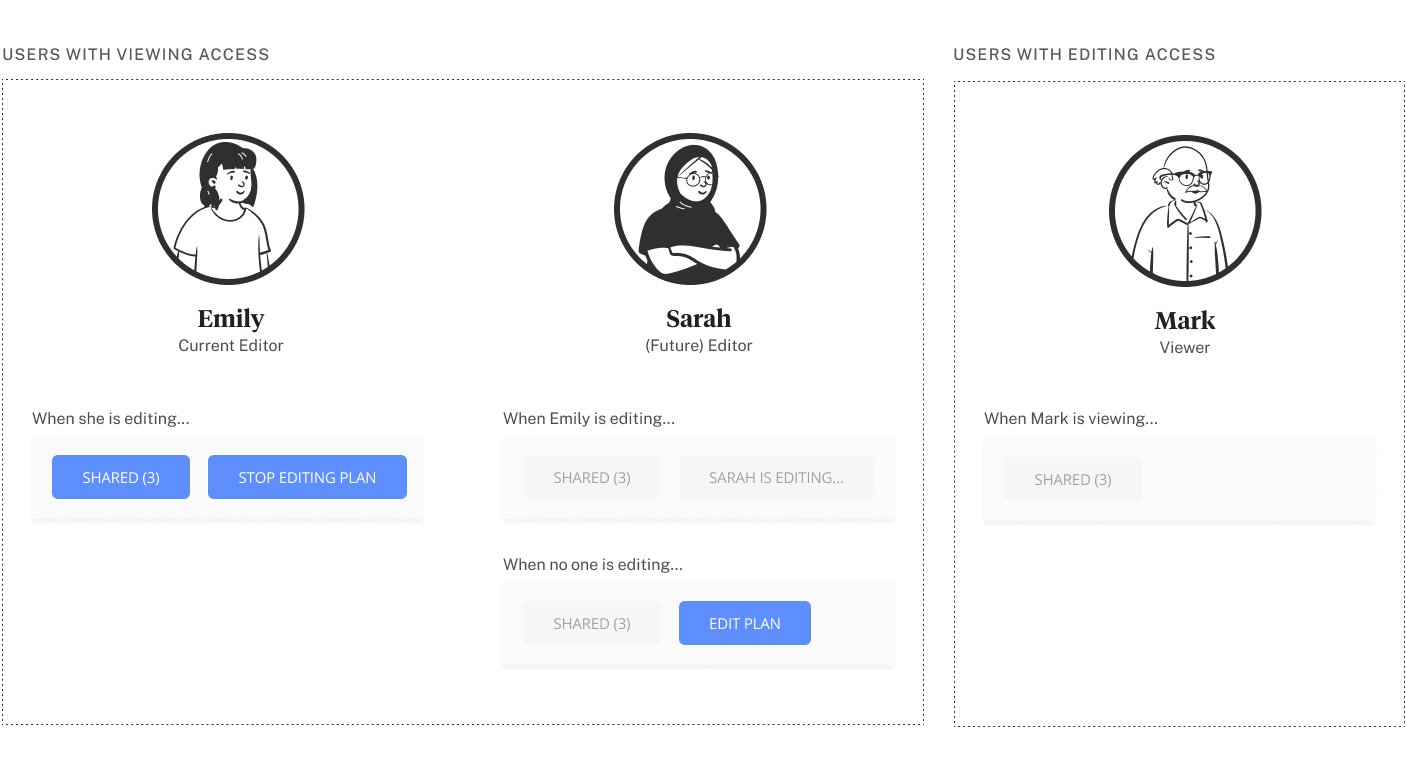 USERS WITH VIEWING ACCESS
Emily
Current Editor
When she is editing...
SHARED (3)
STOP EDITING PLAN
Sarah
(Future) Editor
When Emily is editing...
SHARED (3)
SARAH IS EDITING...
When no one is editing...
SHARED (3)
EDIT PLAN
USERS WITH EDITING ACCESS
Mark
Viewer
When Mark is viewing...
SHARED (3)